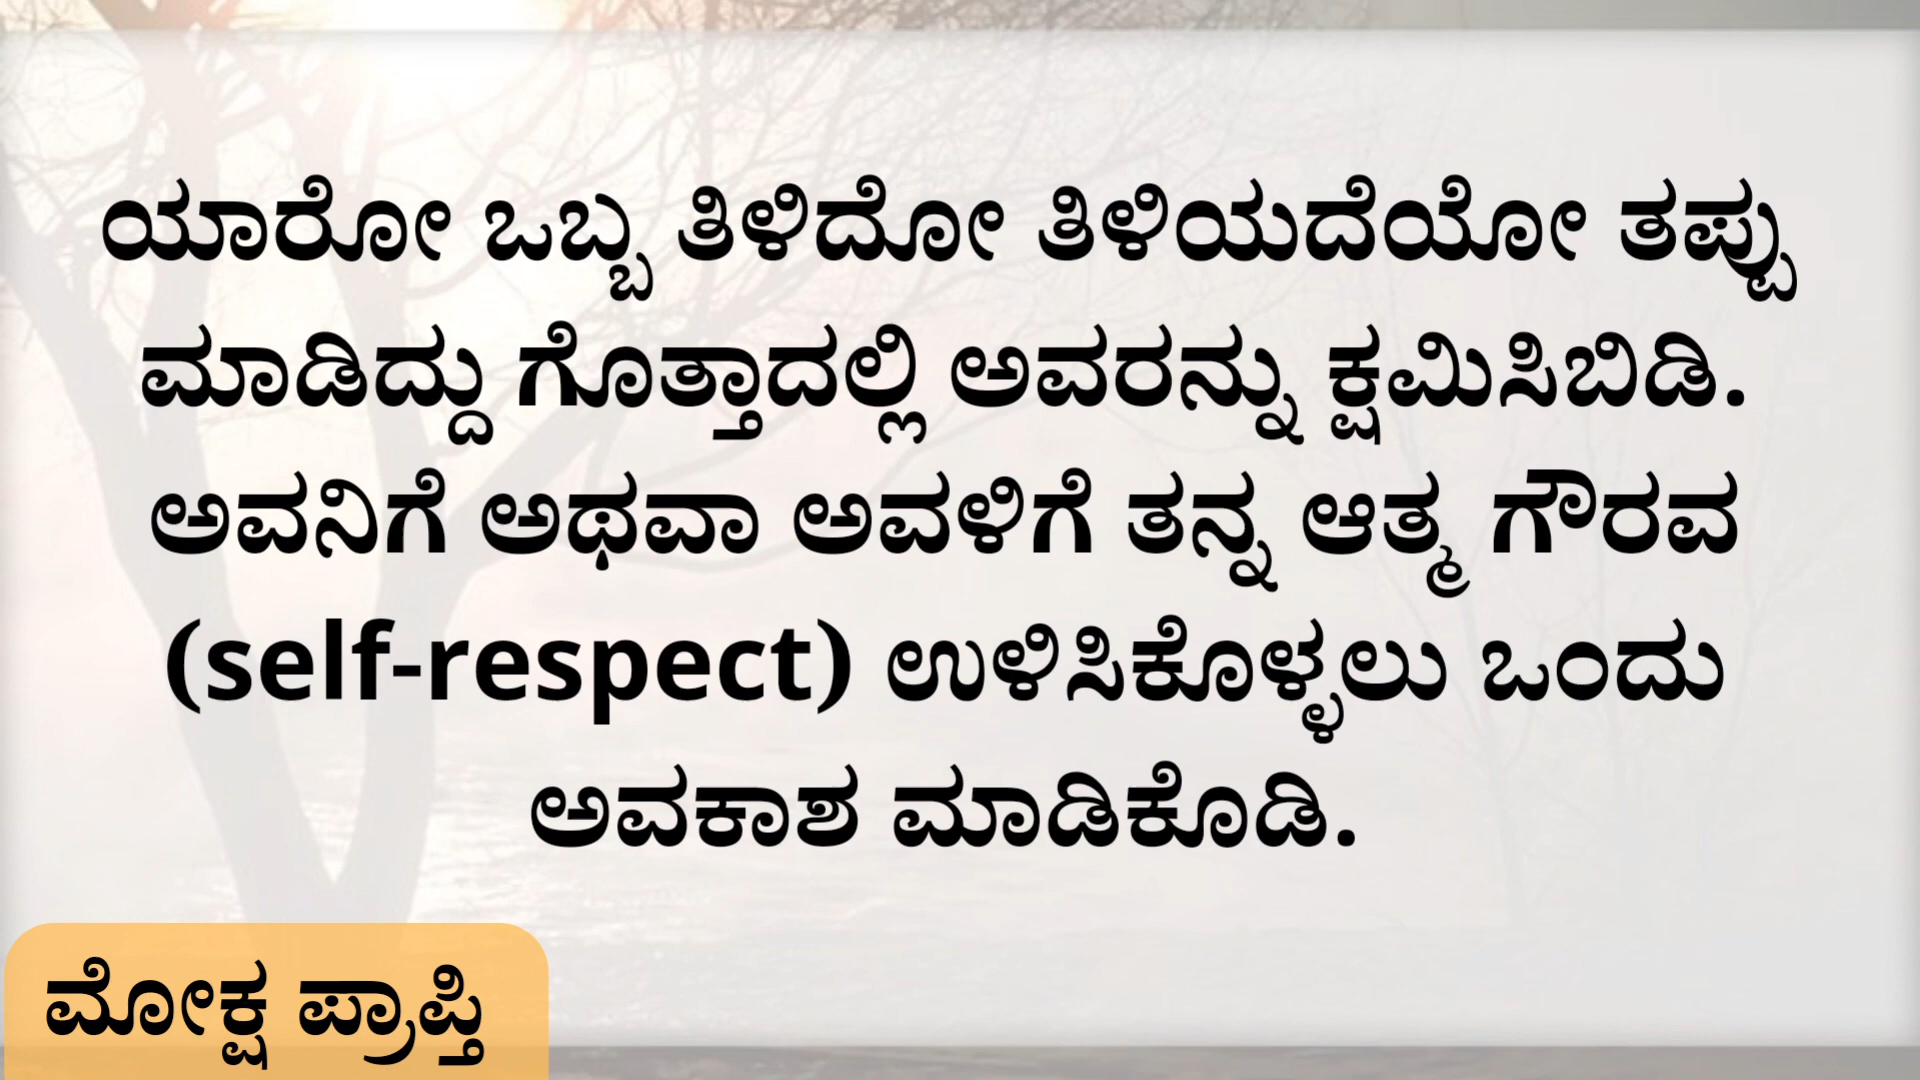 ಯಾರೋ ಒಬ್ಬ ತಿಳಿದೋ ತಿಳಿಯದೆಯೋ ತಪ್ಪು
ಮಾಡಿದ್ದು ಗೊತ್ತಾದಲ್ಲಿ ಅವರನ್ನು ಕ್ಷಮಿಸಿಬಿಡಿ.
ಅವನಿಗೆ ಅಥವಾ ಅವಳಿಗೆ ತನ್ನ ಆತ್ಮ ಗೌರವ
(self-respect) ಉಳಿಸಿಕೊಳ್ಳಲು ಒಂದು
ಅವಕಾಶ ಮಾಡಿಕೊಡಿ.
ಮೋಕ್ಷ ಪ್ರಾಪ್ತಿ